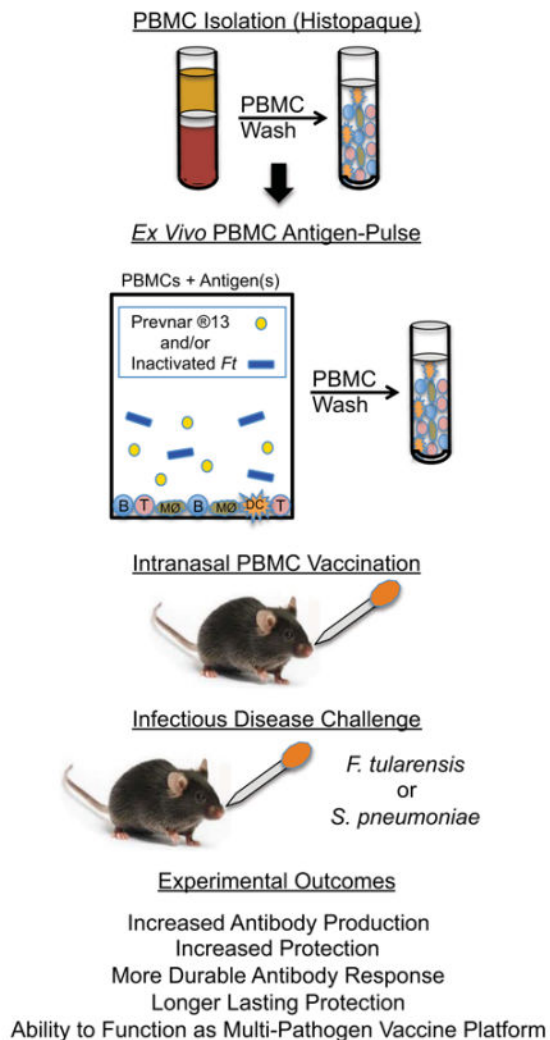 PBMC Isolation (Histopaque)
PBMC
Wash
Ex Vivo PBMC Antigen-Pulse
PBMCs + Antigen(s)
Prevnar ®13
and/or
Inactivated Ft
PBMC
Wash
B T MØ B MØ DC T
Intranasal PBMC Vaccination
Infectious Disease Challenge
F. tularensis
or
S. pneumoniae
Experimental Outcomes
Increased Antibody Production
Increased Protection
More Durable Antibody Response
Longer Lasting Protection
Ability to Function as Multi-Pathogen Vaccine Platform